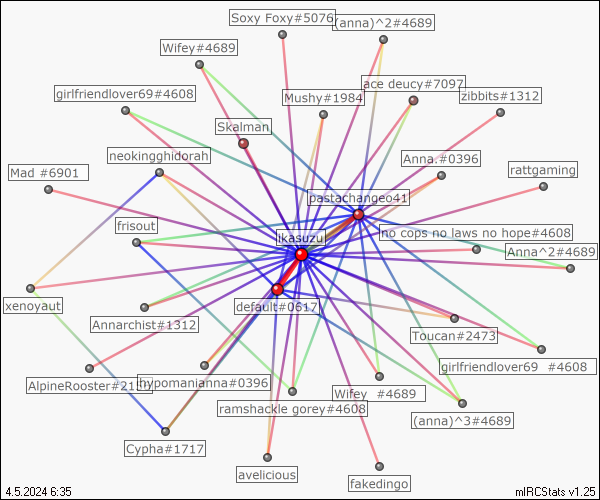 Soxy Foxy#5076
(anna)^2#4689
Wifey#4689
ace deucy#7097
girlfriendlover69#4608
Mushy#1984
zibbits#1312
Skalman
neokingghidorah
Anna.#0396
Mad #6901
rattgaming
pastachangeo41
frisout
no cops no laws no hope#4608
ikasuzu
Anna^2#4689
xenoyaut
default#0617
Annarchist#1312
Toucan#2473
girlfriendlover69 #4608
AlpineRooster#21
hypomanianna#0396
Wifey #4689
ramshackle gorey#4608
(anna)^3#4689
Cypha#1717
avelicious
fakedingo
4.5.2024 6:35
mIRCStats v1.25